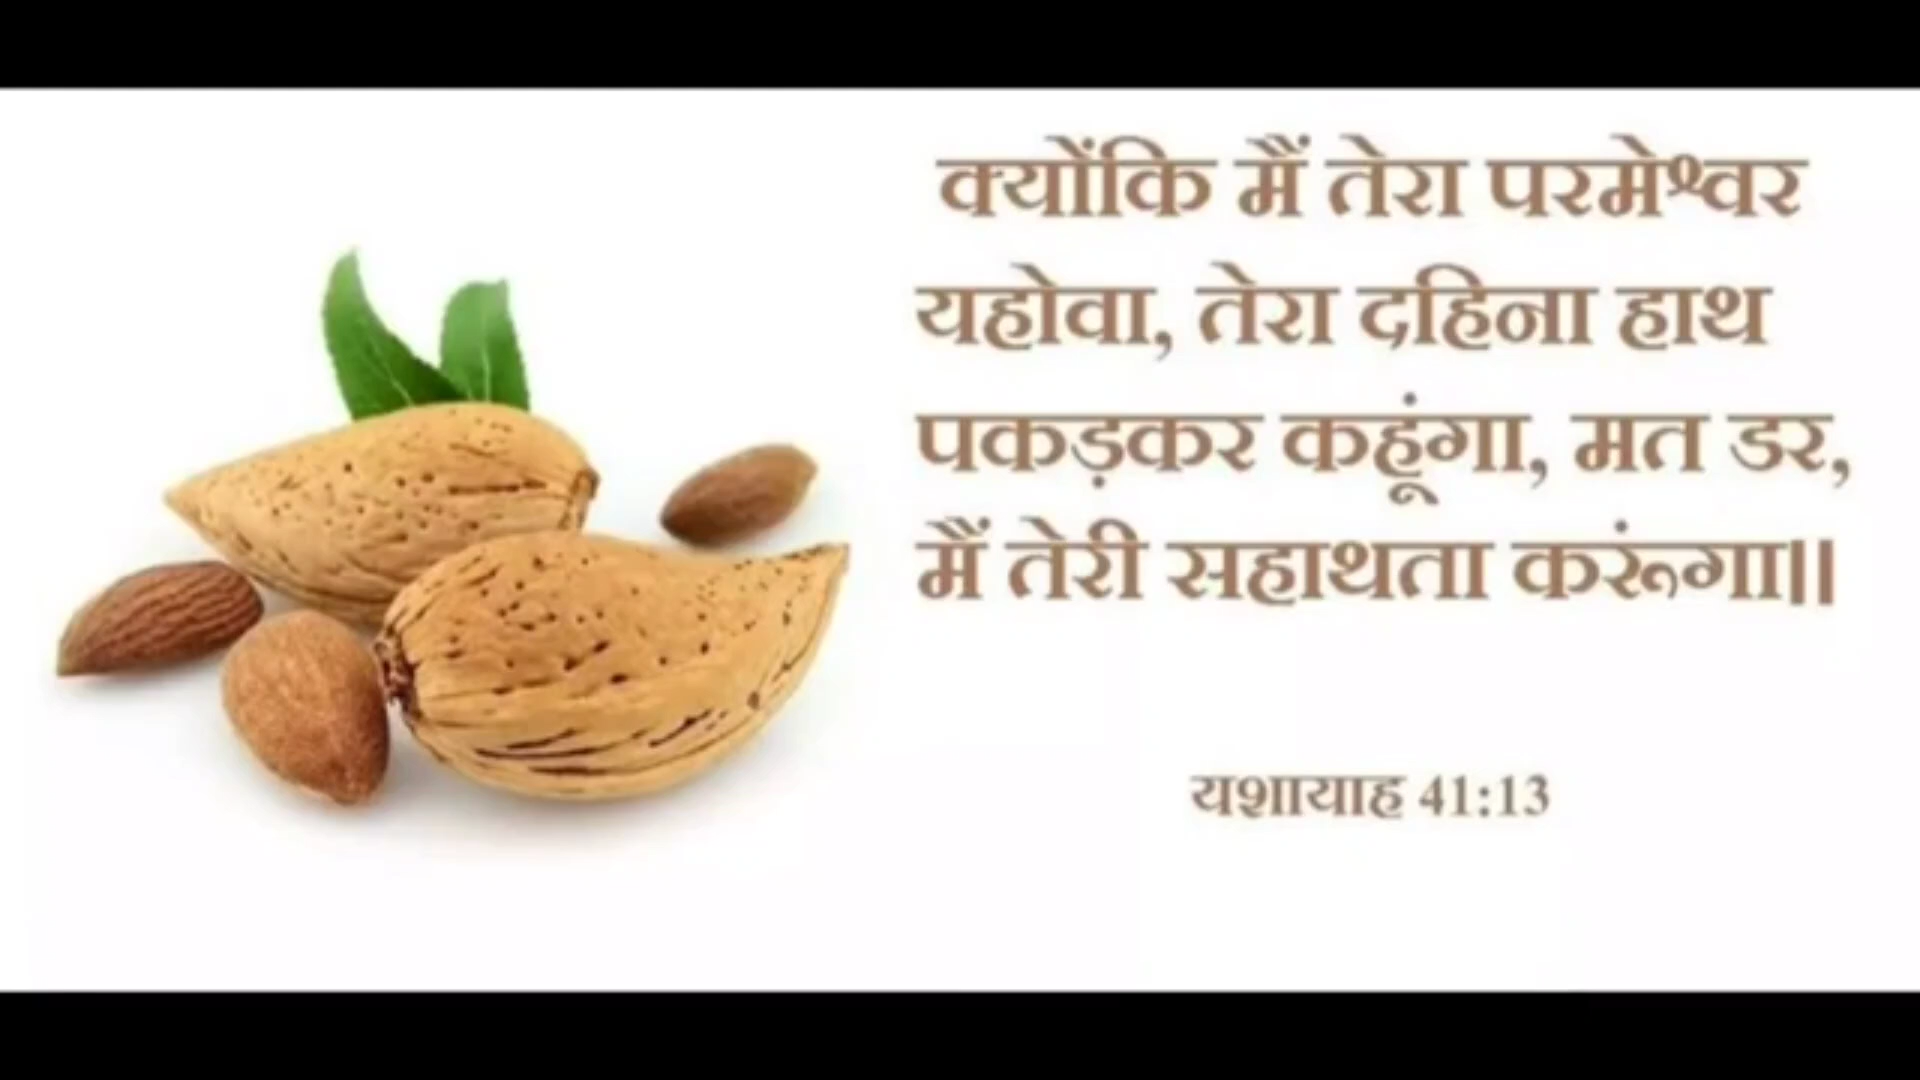 क्योंकि मैं तेरा परमेश्वर
यहोवा, तेरा दहिना हाथ
पकड़कर कहूंगा, मत डर,
मैं तेरी सहाथता करूंगा||
यशायाह 41:13